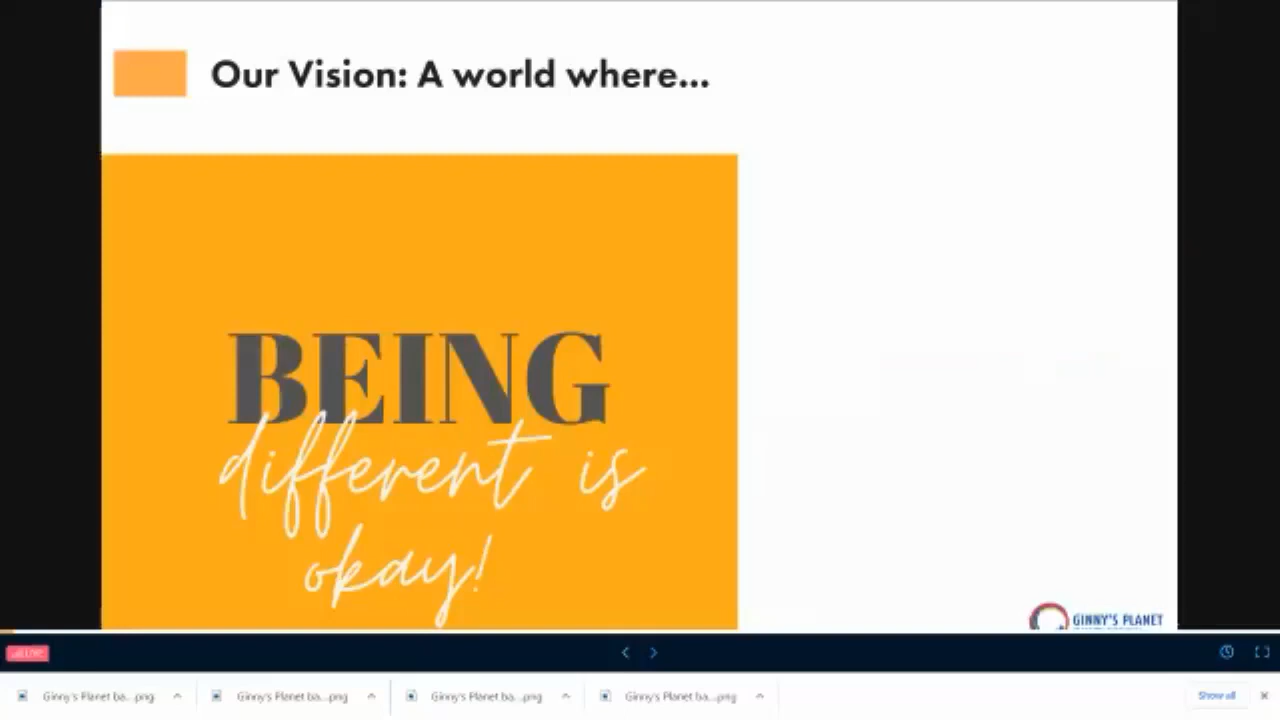 Our Vision: A world where...
BEING
different is
okay!
GINNY'S PLANET
Ginny's Planet ba...png
Ginny's Planet ba...png
Ginny's Planet ba...png
Ginny's Planet ba...png
Show all